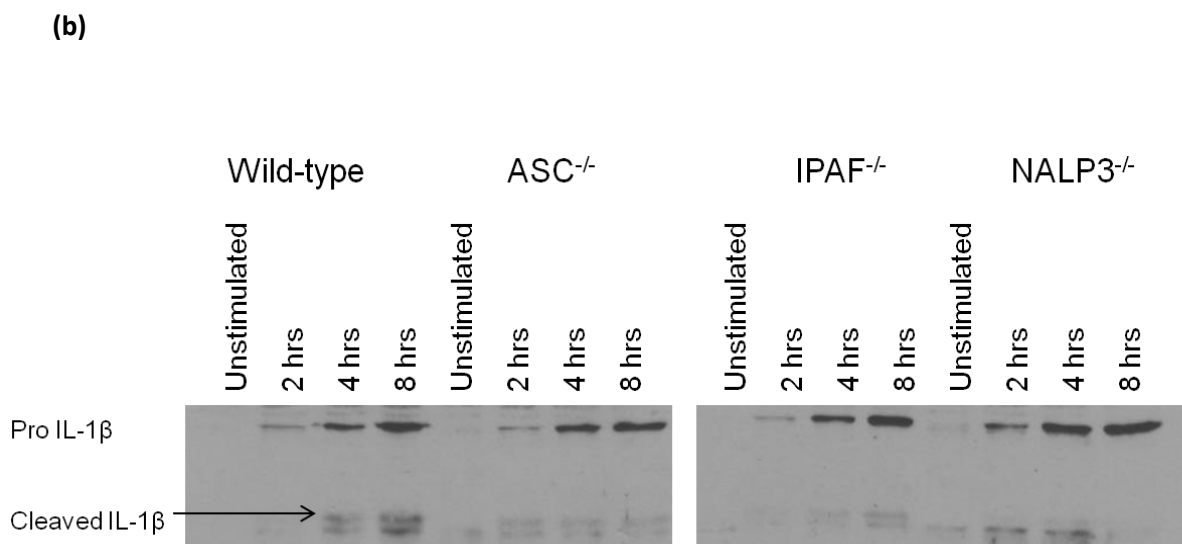 (b)
Wild-type ASC-/- IPAF-/- NALP3-/-
Unstimulated 2 hrs 4 hrs 8 hrs Unstimulated 2 hrs 4 hrs 8 hrs Unstimulated 2 hrs 4 hrs 8 hrs Unstimulated 2 hrs 4 hrs 8 hrs
Pro IL-1β
Cleaved IL-1β